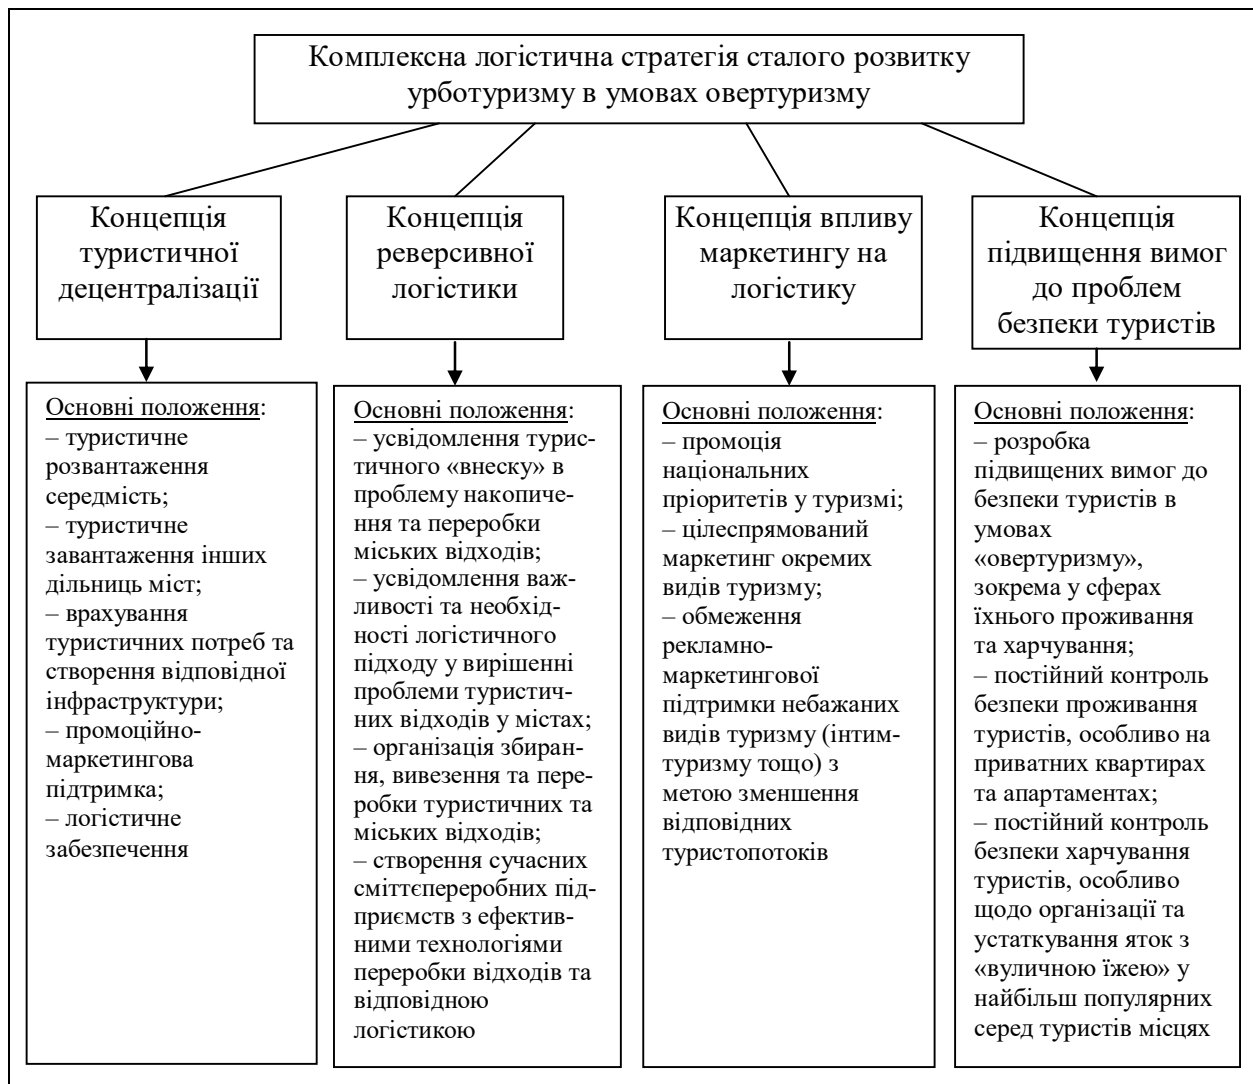 Комплексна логістична стратегія сталого розвитку
урботуризму в умовах овертуризму
Концепція
туристичної
децентралізації
Концепція
реверсивної
логістики
Концепція впливу
маркетингу на
логістику
Концепція
підвищення вимог
до проблем
безпеки туристів
Основні положення:
– туристичне
розвантаження
середмість;
– туристичне
завантаження інших
дільниць міст;
– врахування
туристичних потреб та
створення відповідної
інфраструктури;
– промоційно-
маркетингова
підтримка;
– логістичне
забезпечення
Основні положення:
– усвідомлення турис-
тичного «внеску» в
проблему накопиче-
ння та переробки
міських відходів;
– усвідомлення важ-
ливості та необхід-
ності логістичного
підходу у вирішенні
проблеми туристич-
них відходів у містах;
– організація збиран-
ня, вивезення та пере-
робки туристичних та
міських відходів;
– створення сучасних
сміттєпереробних під-
приємств з ефектив-
ними технологіями
переробки відходів та
відповідною
логістикою
Основні положення:
– промоція
національних
пріоритетів у туризмі;
– цілеспрямований
маркетинг окремих
видів туризму;
– обмеження
рекламно-
маркетингової
підтримки небажаних
видів туризму (інтим-
туризму тощо) з
метою зменшення
відповідних
туристопотоків
Основні положення:
– розробка
підвищених вимог до
безпеки туристів в
умовах
«овертуризму»,
зокрема у сферах
їхнього проживання
та харчування;
– постійний контроль
безпеки проживання
туристів, особливо на
приватних квартирах
та апартаментах;
– постійний контроль
безпеки харчування
туристів, особливо
щодо організації та
устаткування яток з
«вуличною їжею» у
найбільш популярних
серед туристів місцях